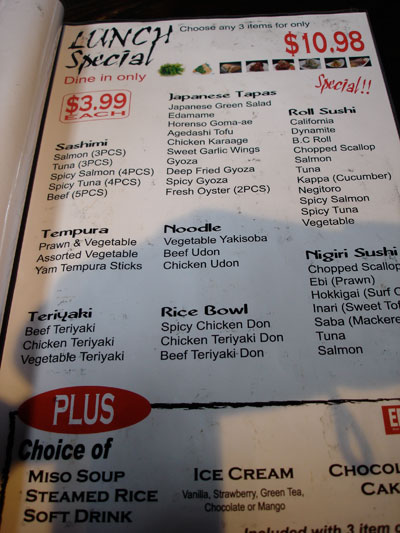 LUNCH
Special
Dine in only
Choose any 3 items for only
$10.98
Special!!
$3.99
EACH
Sashimi
Salmon (3PCS)
Tuna (3PCS)
Spicy Salmon (4PCS)
Spicy Tuna (4PCS)
Beef (5PCS)
Japanese Tapas
Japanese Green Salad
Edamame
Horenso Goma-ae
Agedashi Tofu
Chicken Karaage
Sweet Garlic Wings
Gyoza
Deep Fried Gyoza
Spicy Gyoza
Fresh Oyster (2PCS)
Roll Sushi
California
Dynamite
B.C Roll
Chopped Scallop
Salmon
Tuna
Kappa (Cucumber)
Negitoro
Spicy Salmon
Spicy Tuna
Vegetable
Tempura
Prawn & Vegetable
Assorted Vegetable
Yam Tempura Sticks
Noodle
Vegetable Yakisoba
Beef Udon
Chicken Udon
Nigiri Sushi
Chopped Scallop
Ebi (Prawn)
Hokkigai (Surf C
Inari (Sweet Tof
Saba (Mackere
Tuna
Salmon
Teriyaki
Beef Teriyaki
Chicken Teriyaki
Vegetable Teriyaki
Rice Bowl
Spicy Chicken Don
Chicken Teriyaki Don
Beef Teriyaki Don
PLUS
Choice of
MISO SOUP
STEAMED RICE
SOFT DRINK
ICE CREAM
Vanilla, Strawberry, Green Tea,
Chocolate or Mango
CHOCOL
CAK
Included with 3 item